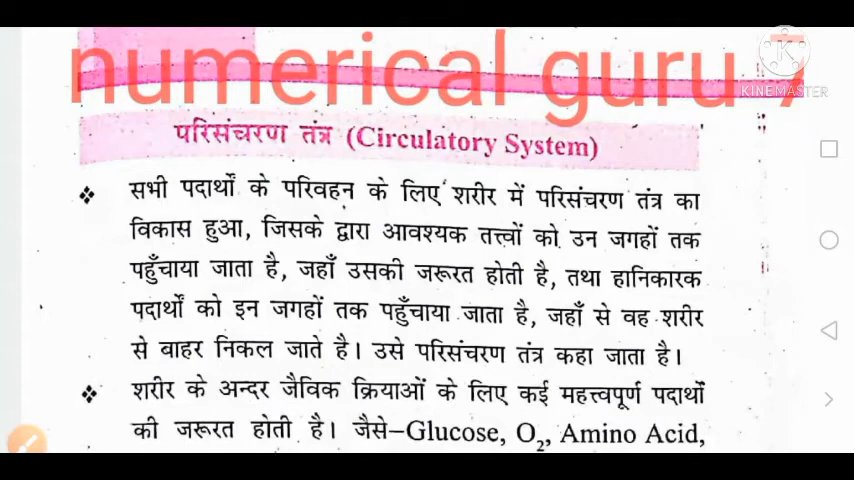 numerical guru 7
KINEMASTER
परिसंचरण तंत्र (Circulatory System)
❖ सभी पदार्थों के परिवहन के लिए शरीर में परिसंचरण तंत्र का
विकास हुआ, जिसके द्वारा आवश्यक तत्त्वों को उन जगहों तक
पहुँचाया जाता है, जहाँ उसकी जरूरत होती है, तथा हानिकारक
पदार्थों को इन जगहों तक पहुँचाया जाता है, जहाँ से वह शरीर
से बाहर निकल जाते है। उसे परिसंचरण तंत्र कहा जाता है।
❖ शरीर के अन्दर जैविक क्रियाओं के लिए कई महत्त्वपूर्ण पदार्थों
की जरूरत होती है। जैसे–Glucose, O₂, Amino Acid,